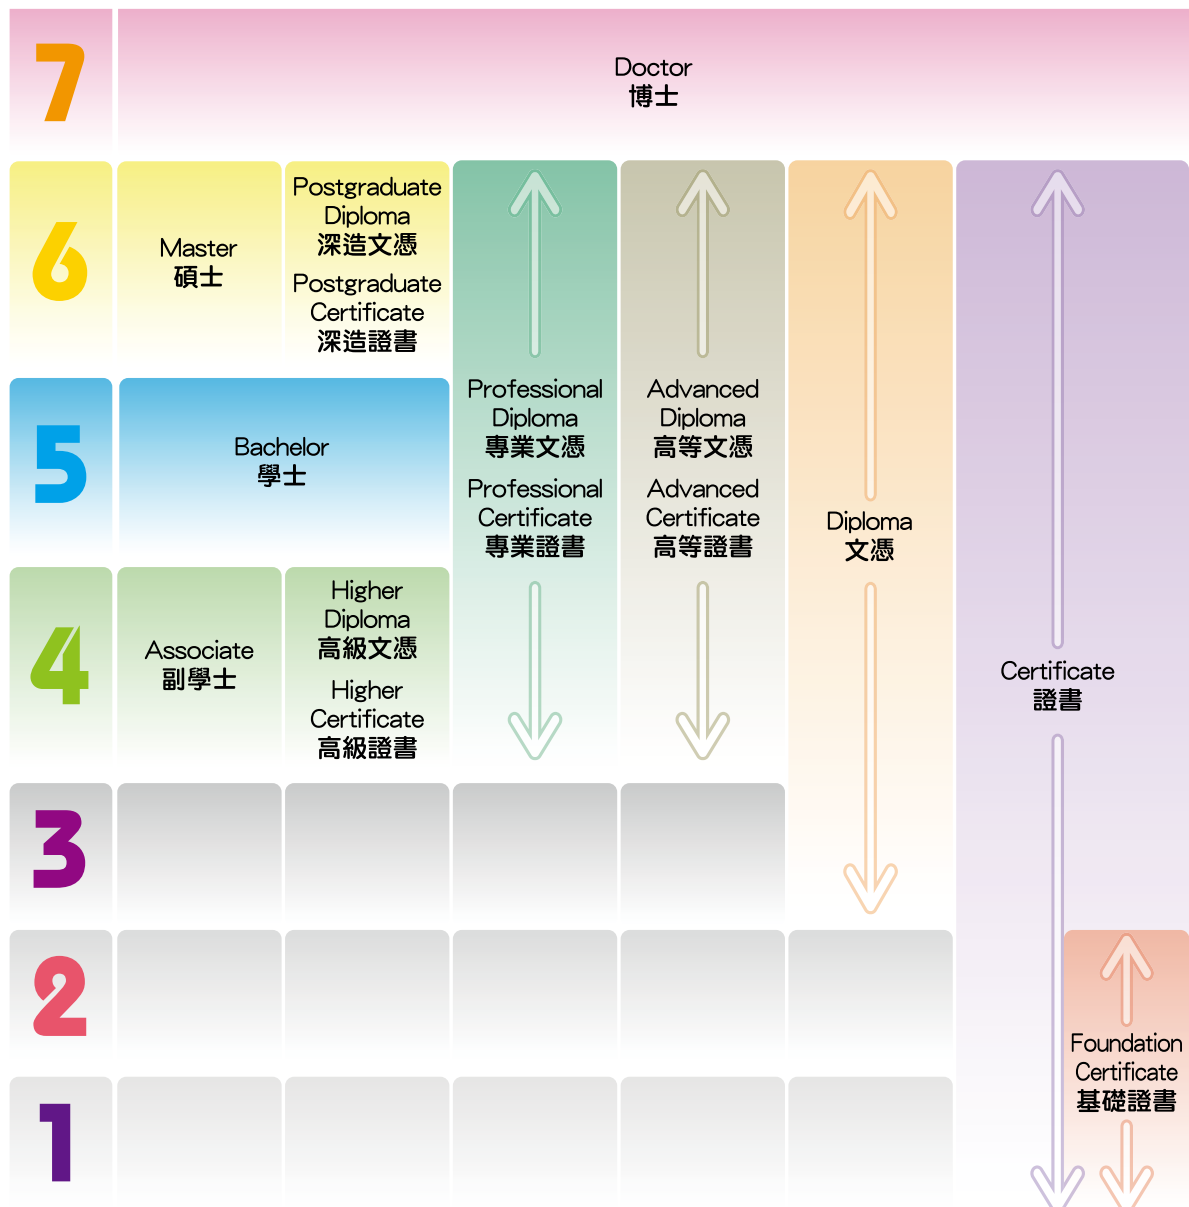 7
Doctor
博士
6
Master
碩士
Postgraduate
Diploma
深造文憑
Postgraduate
Certificate
深造證書
5
Bachelor
學士
Professional
Diploma
專業文憑
Professional
Certificate
專業證書
Advanced
Diploma
高等文憑
Advanced
Certificate
高等證書
Diploma
文憑
4
Associate
副學士
Higher
Diploma
高級文憑
Higher
Certificate
高級證書
Certificate
證書
3
2
Foundation
Certificate
基礎證書
1